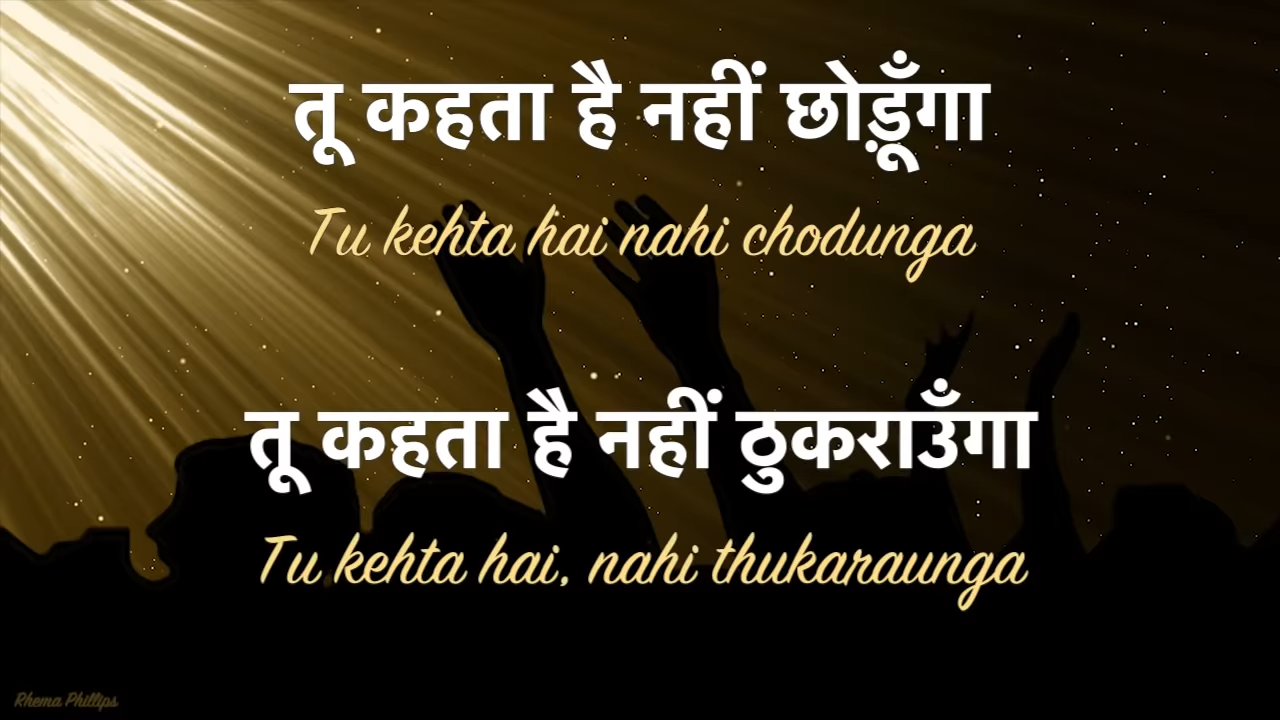 तू कहता है नहीं छोड़ूँगा
Tu kehta hai nahi chodunga
तू कहता है नहीं ठुकराउँगा
Tu kehta hai, nahi thukaraunga
Rhema Phillips